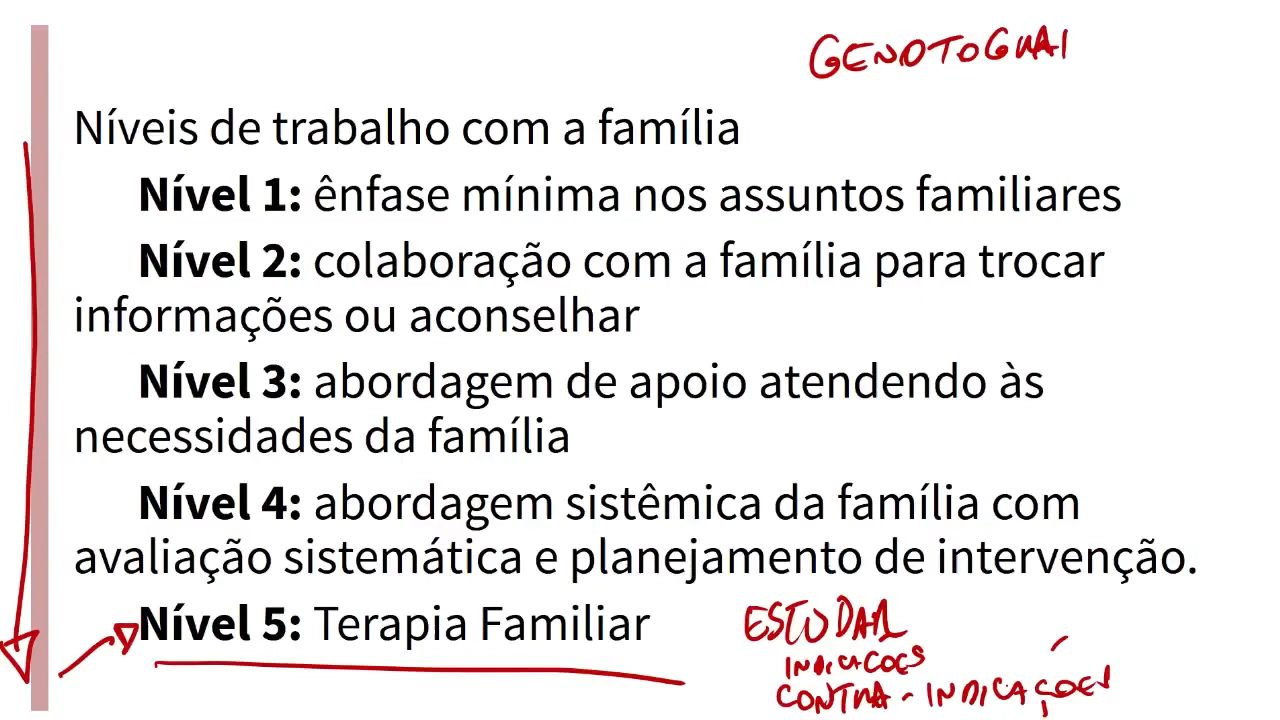 GENOTOGRAM
Níveis de trabalho com a família
Nível 1: ênfase mínima nos assuntos familiares
Nível 2: colaboração com a família para trocar
informações ou aconselhar
Nível 3: abordagem de apoio atendendo às
necessidades da família
Nível 4: abordagem sistêmica da família com
avaliação sistemática e planejamento de intervenção.
Nível 5: Terapia Familiar
ESTUDAR
INDICACOES
CONTRA-INDICAÇÕES